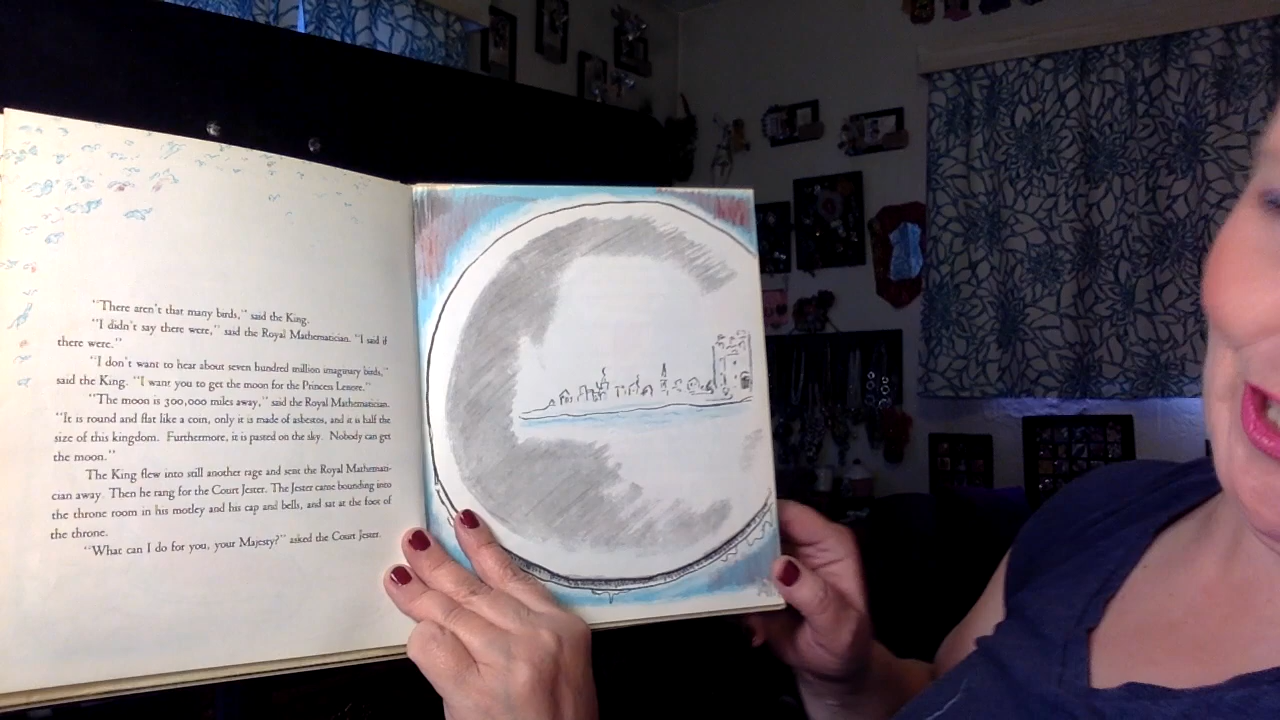 "There aren't that many birds," said the King.
"I didn't say there were," said the Royal Mathematician. "I said if
there were."
"I don't want to hear about seven hundred million imaginary birds,"
said the King. "I want you to get the moon for the Princess Lenore."
"The moon is 300,000 miles away," said the Royal Mathematician.
"It is round and flat like a coin, only it is made of asbestos, and it is half the
size of this kingdom. Furthermore, it is pasted on the sky. Nobody can get
the moon."
The King flew into still another rage and sent the Royal Mathemati-
cian away. Then he rang for the Court Jester. The Jester came bounding into
the throne room in his motley and his cap and bells, and sat at the foot of
the throne.
"What can I do for you, your Majesty?" asked the Court Jester.